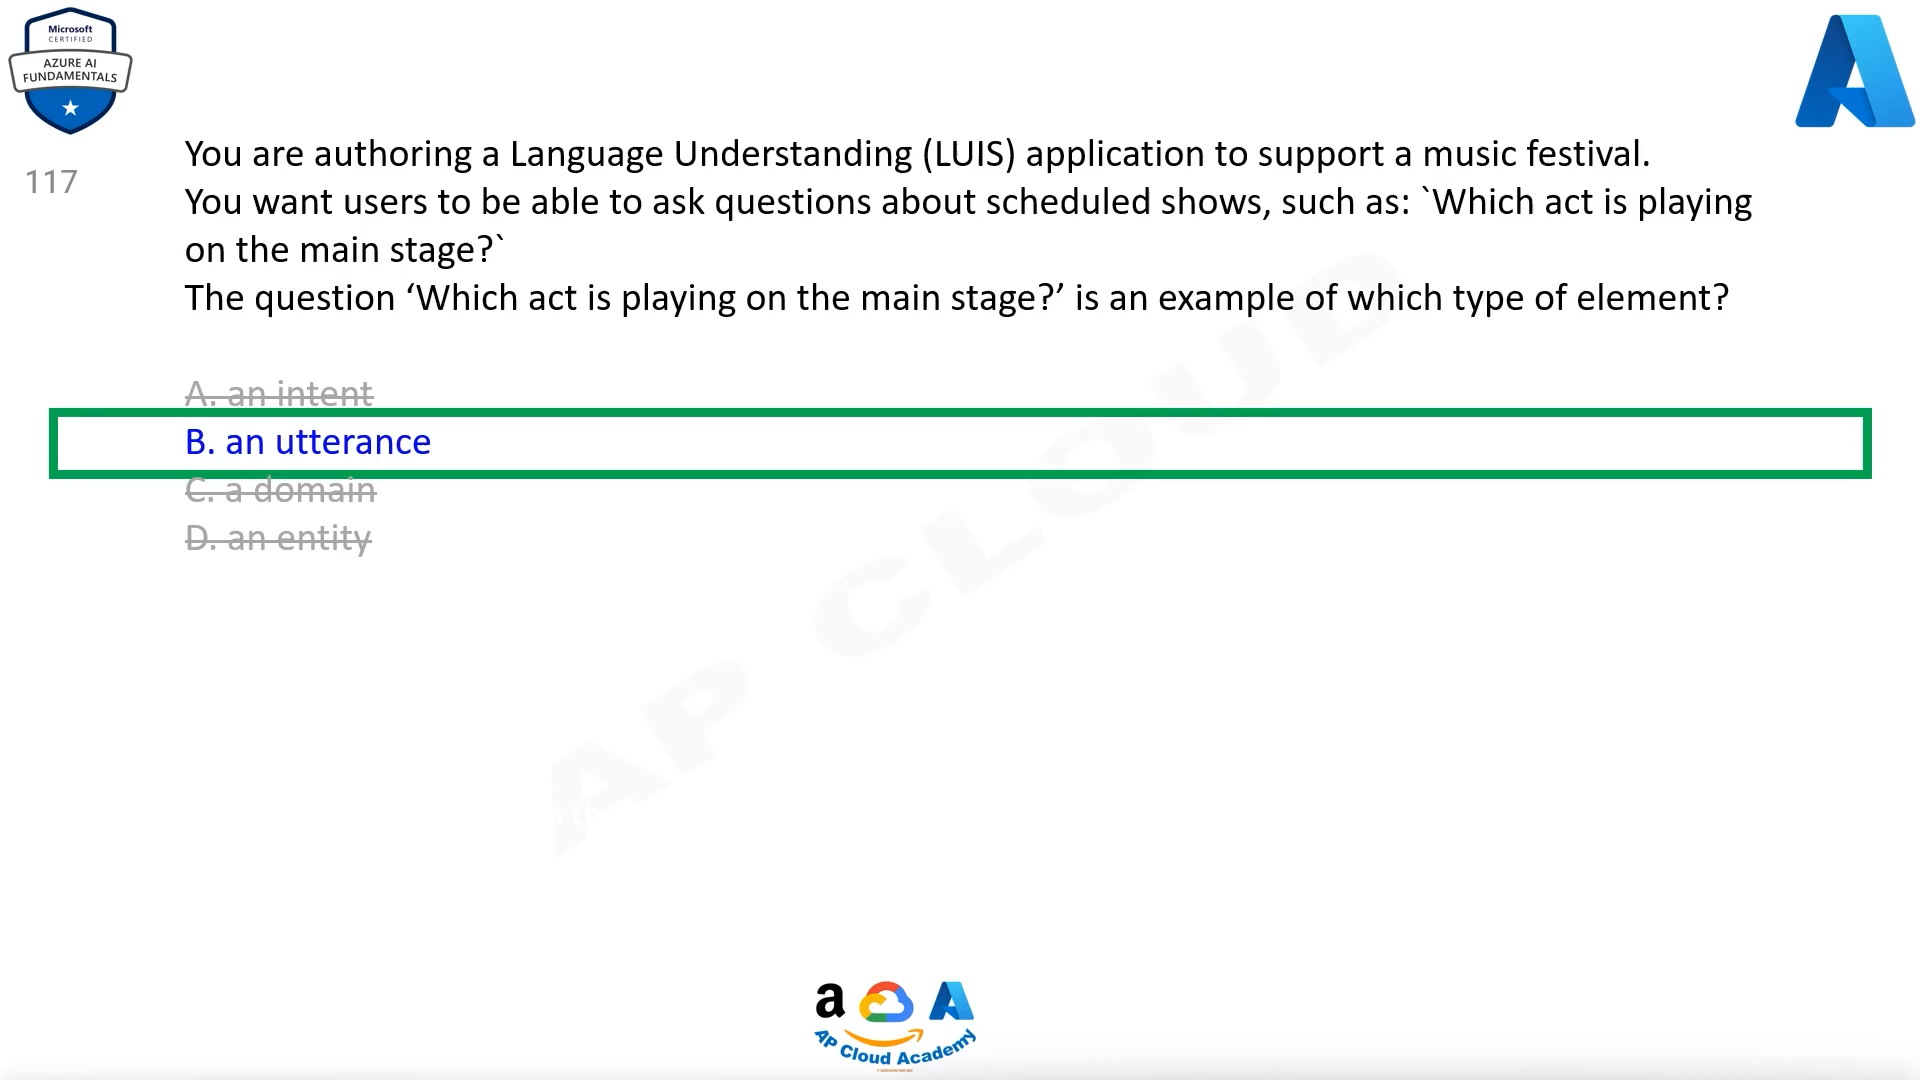 Microsoft
CERTIFIED
AZURE AI
FUNDAMENTALS
117
You are authoring a Language Understanding (LUIS) application to support a music festival.
You want users to be able to ask questions about scheduled shows, such as: `Which act is playing
on the main stage?`
The question ‘Which act is playing on the main stage?’ is an example of which type of element?
A. an intent
B. an utterance
C. a domain
D. an entity
AP CLOUD
a
AP Cloud Academy